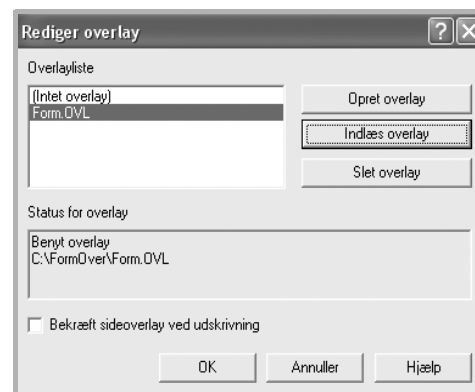 Rediger overlay
Overlayliste
(Intet overlay)
Form.OVL
Opret overlay
Indlæs overlay
Slet overlay
Status for overlay
Benyt overlay
C:\FormOver\Form.OVL
Bekræft sideoverlay ved udskrivning
OK Annuller Hjælp